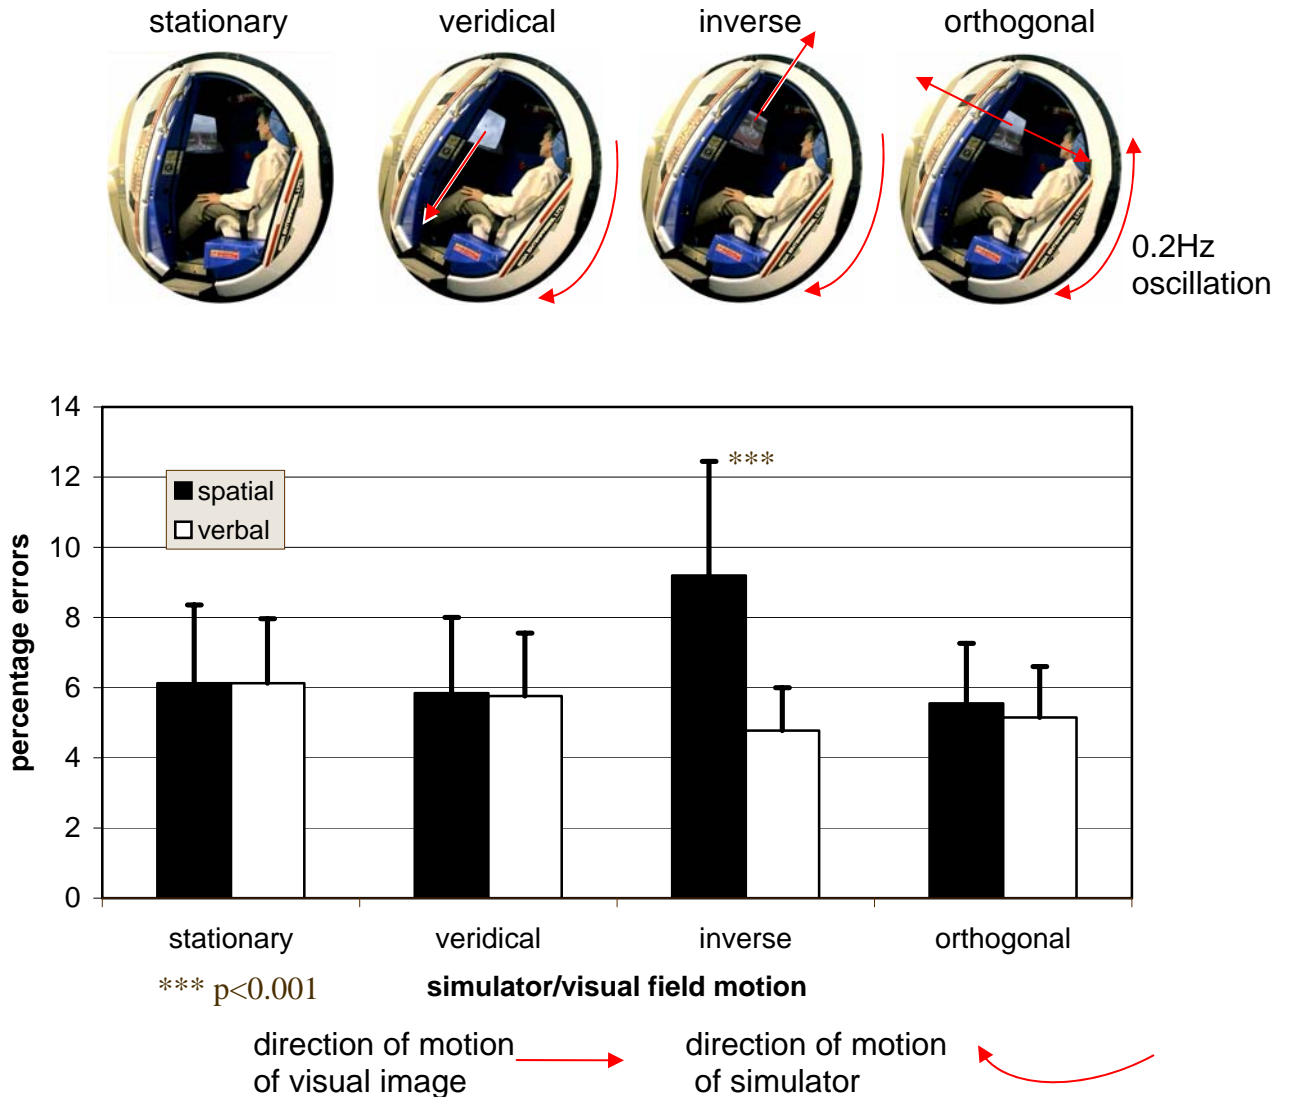 stationary veridical inverse orthogonal
0.2Hz
oscillation
14
12
10
8
6
4
2
0
percentage errors
spatial
verbal
***
stationary veridical inverse orthogonal
*** p<0.001 simulator/visual field motion
direction of motion
of visual image
direction of motion
of simulator